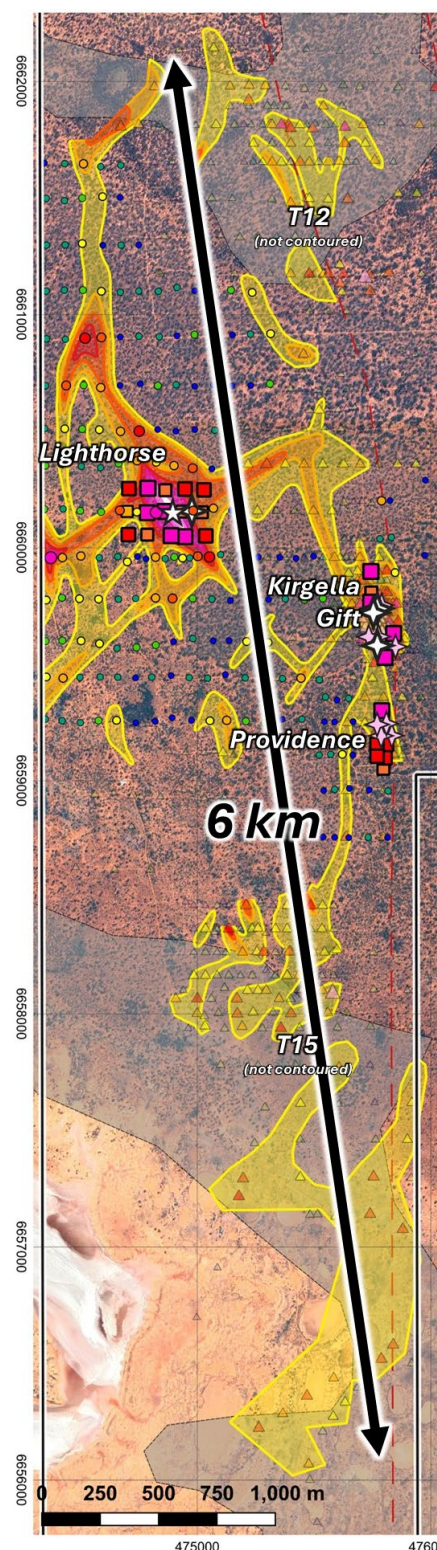 6662000
T12
(not contoured)
6661000
Lighthorse
6660000
Kirgella
Gift
Providence
6659000
6 km
6658000
T15
(not contoured)
6657000
6656000
0 250 500 750 1,000 m
475000
4760